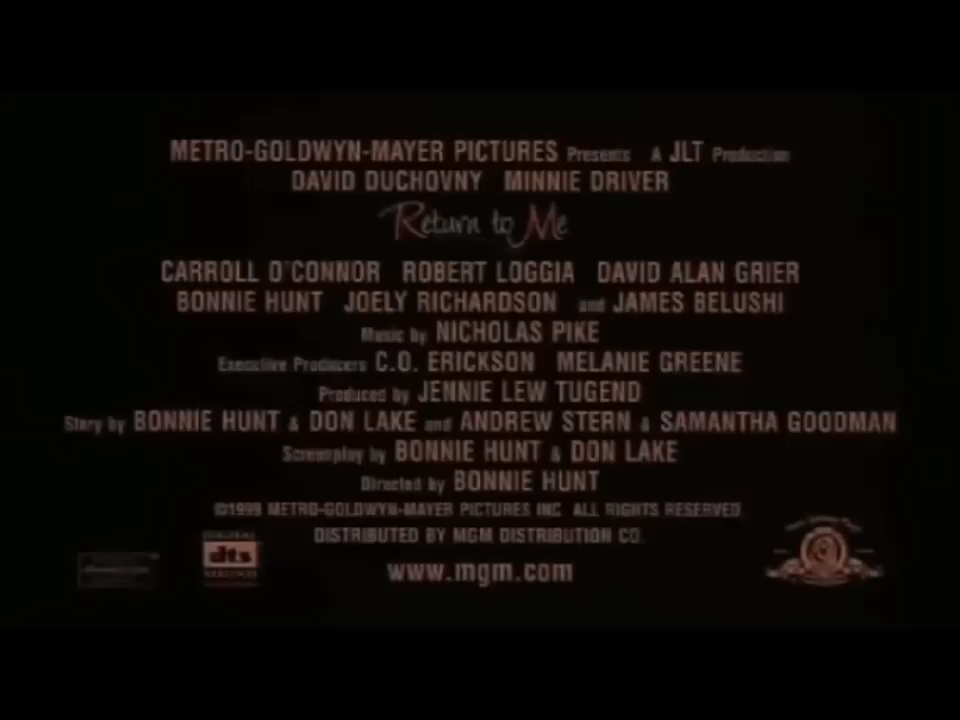 METRO-GOLDWYN-MAYER PICTURES Presents A JLT Production
DAVID DUCHOVNY MINNIE DRIVER
Return to Me
CARROLL O'CONNOR ROBERT LOGGIA DAVID ALAN GRIER
BONNIE HUNT JOELY RICHARDSON and JAMES BELUSHI
Music by NICHOLAS PIKE
Executive Producers C.O. ERICKSON MELANIE GREENE
Produced by JENNIE LEW TUGEND
Story by BONNIE HUNT & DON LAKE and ANDREW STERN & SAMANTHA GOODMAN
Screenplay by BONNIE HUNT & DON LAKE
Directed by BONNIE HUNT
©1999 METRO-GOLDWYN-MAYER PICTURES INC. ALL RIGHTS RESERVED.
DISTRIBUTED BY MGM DISTRIBUTION CO.
dts
www.mgm.com